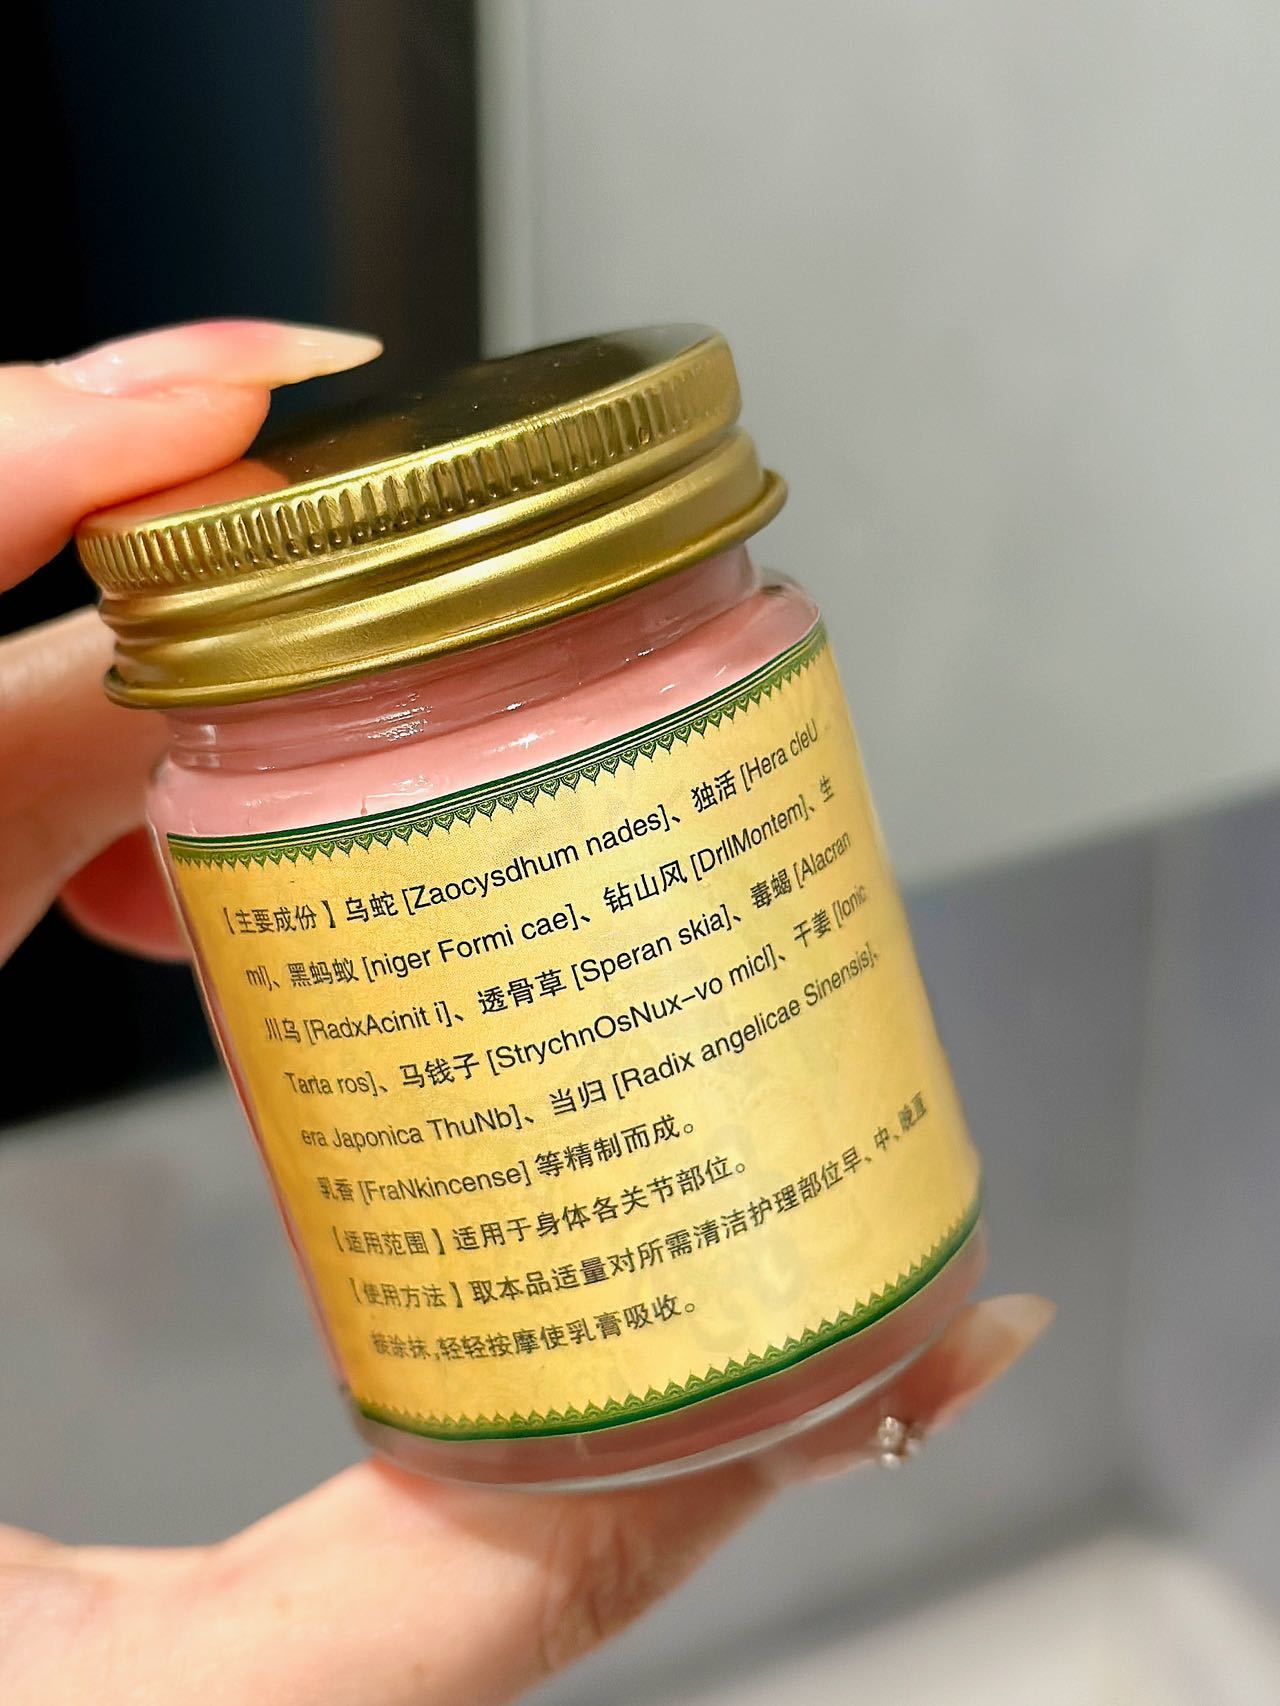 【主要成份】乌蛇 [Zaocysdhum nades]、独活 [Hera cleU
ml]、黑蚂蚁 [niger Formi cae]、钻山风 [DrllMontem]、生
川乌 [RadxAcinit i]、透骨草 [Speran skia]、毒蝎 [Alacran
Tarta ros]、马钱子 [StrychnOsNux-vo micl]、干姜 [Ionic
era Japonica ThuNb]、当归 [Radix angelicae Sinensis]、
乳香 [FraNkincense] 等精制而成。
【适用范围】适用于身体各关节部位。
【使用方法】取本品适量对所需清洁护理部位早、中、晚直
接涂抹,轻轻按摩使乳膏吸收。